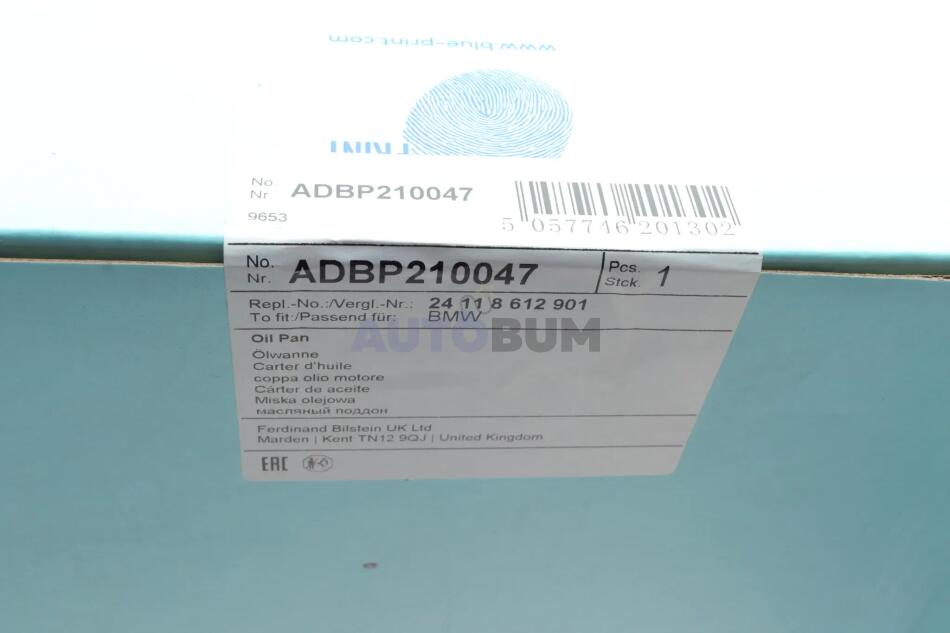 www.blue-print.com
No.
Nr.
ADBP210047
9653
5 057746 201302
No.
Nr.
ADBP210047
Pcs.
Stck.
1
Repl.-No.:/Vergl.-Nr.: 24 11 8 612 901
To fit:/Passend für: BMW
AUTOBUM
Oil Pan
Ölwanne
Carter d'huile
coppa olio motore
Cárter de aceite
Miska olejowa
масляный поддон
Ferdinand Bilstein UK Ltd
Marden | Kent TN12 9QJ | United Kingdom
EAC